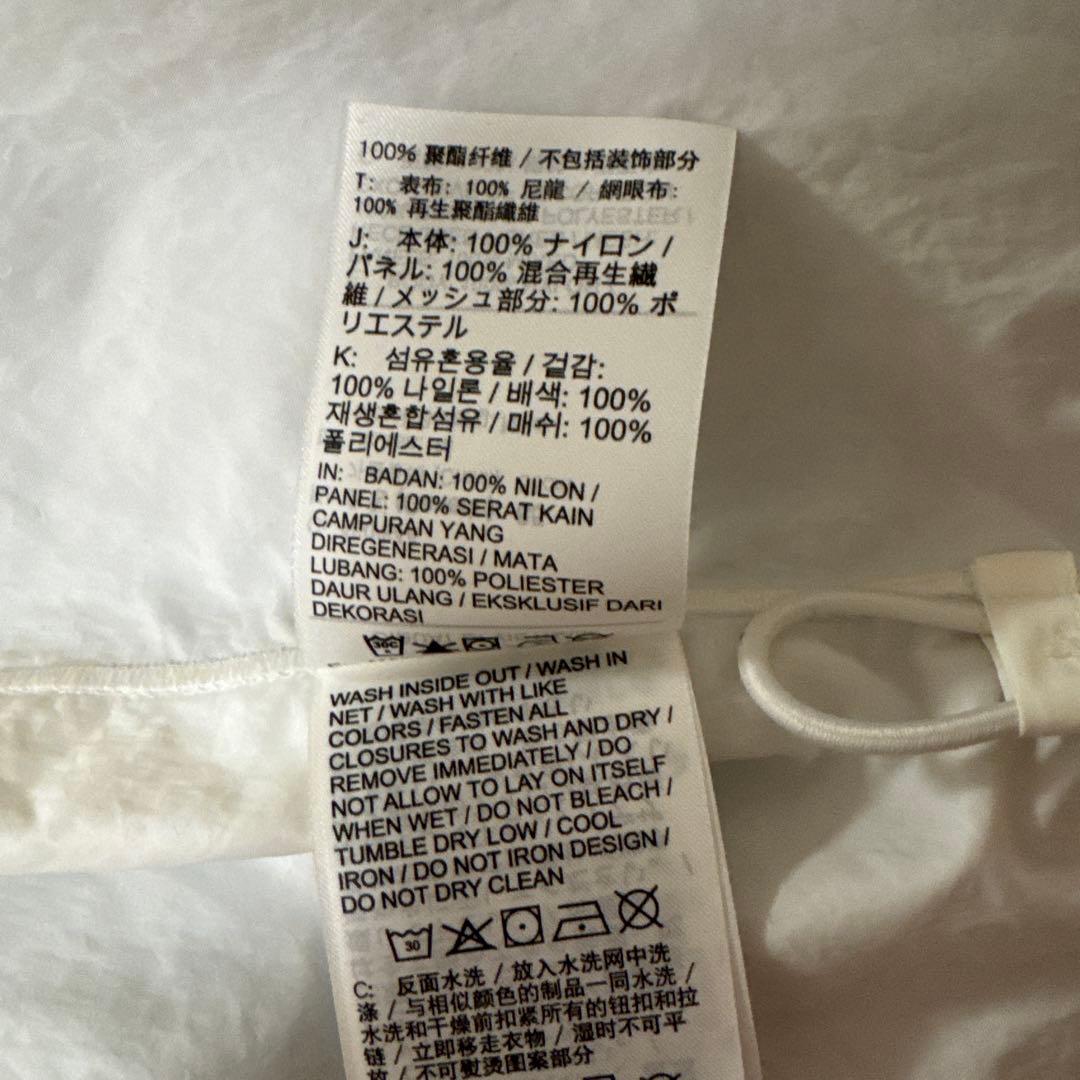 100% 聚酯纤维 / 不包括装饰部分
T: 表布: 100% 尼龍 / 網眼布:
100% 再生聚酯纖維
J: 本体: 100% ナイロン /
パネル: 100% 混合再生繊
維 / メッシュ部分: 100% ポ
リエステル
K: 섬유혼용율 / 겉감:
100% 나일론 / 배색: 100%
재생혼합섬유 / 매쉬: 100%
폴리에스터
IN: BADAN: 100% NILON /
PANEL: 100% SERAT KAIN
CAMPURAN YANG
DIREGENERASI / MATA
LUBANG: 100% POLIESTER
DAUR ULANG / EKSKLUSIF DARI
DEKORASI
WASH INSIDE OUT / WASH IN
NET / WASH WITH LIKE
COLORS / FASTEN ALL
CLOSURES TO WASH AND DRY /
REMOVE IMMEDIATELY / DO
NOT ALLOW TO LAY ON ITSELF
WHEN WET / DO NOT BLEACH /
TUMBLE DRY LOW / COOL
IRON / DO NOT IRON DESIGN /
DO NOT DRY CLEAN
30
C: 反面水洗 / 放入水洗网中洗
涤 / 与相似颜色的制品一同水洗 /
水洗和干燥前扣紧所有的钮扣和拉
链 / 立即移走衣物 / 湿时不可平
放 / 不可熨烫图案部分